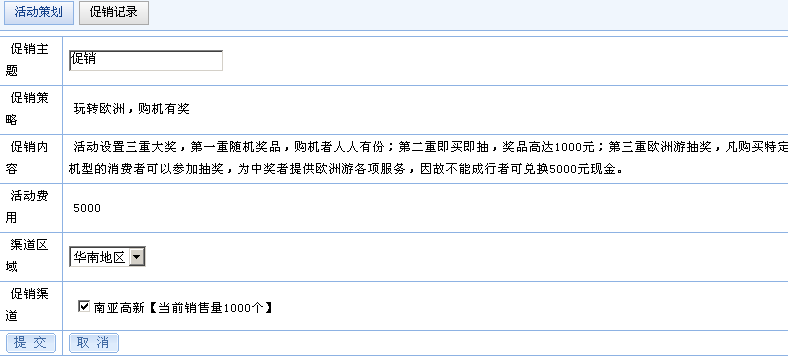 活动策划 促销记录
促销主
题
促销
促销策
略
玩转欧洲，购机有奖
促销内
容
活动设置三重大奖，第一重随机奖品，购机者人人有份；第二重即买即抽，奖品高达1000元；第三重欧洲游抽奖，凡购买特定
机型的消费者可以参加抽奖，为中奖者提供欧洲游各项服务，因故不能成行者可兑换5000元现金。
活动费
用
5000
渠道区
域
华南地区
促销渠
道
南亚高新【当前销售量1000个】
提 交 取 消